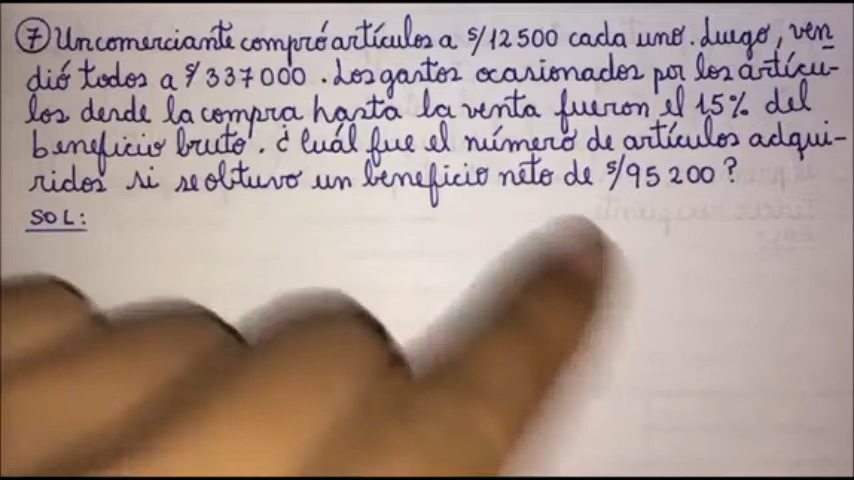 ⑦ Un comerciante compró artículos a S/12 500 cada uno. Luego, ven
dió todos a S/337 000. Los gastos ocasionados por los artícu-
los desde la compra hasta la venta fueron el 15% del
beneficio bruto. ¿Cuál fue el número de artículos adqui-
ridos si se obtuvo un beneficio neto de S/95 200?
SOL: